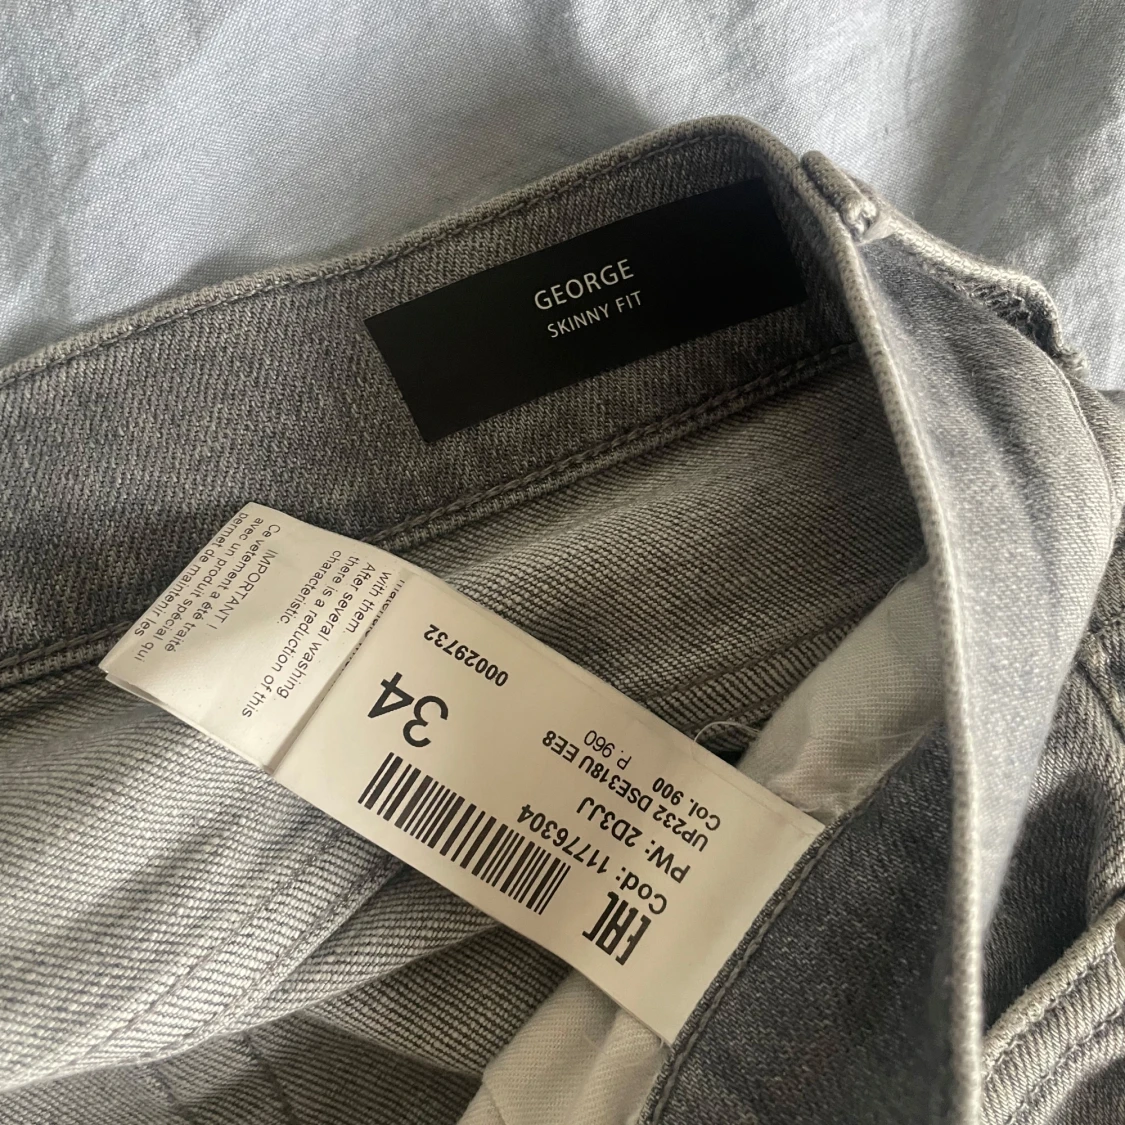 GEORGE
SKINNY FIT
IMPORTANT !
Ce vetement a été traité
avec un produit spécial qui
permet de maintenir les
with them.
After several washing
there is a reduction of this
characteristic.
00029732
34
UP232 DSE318U EE8
P. 960
Col. 900
PW: 2D3JJ
Cod: 11776304
EAC